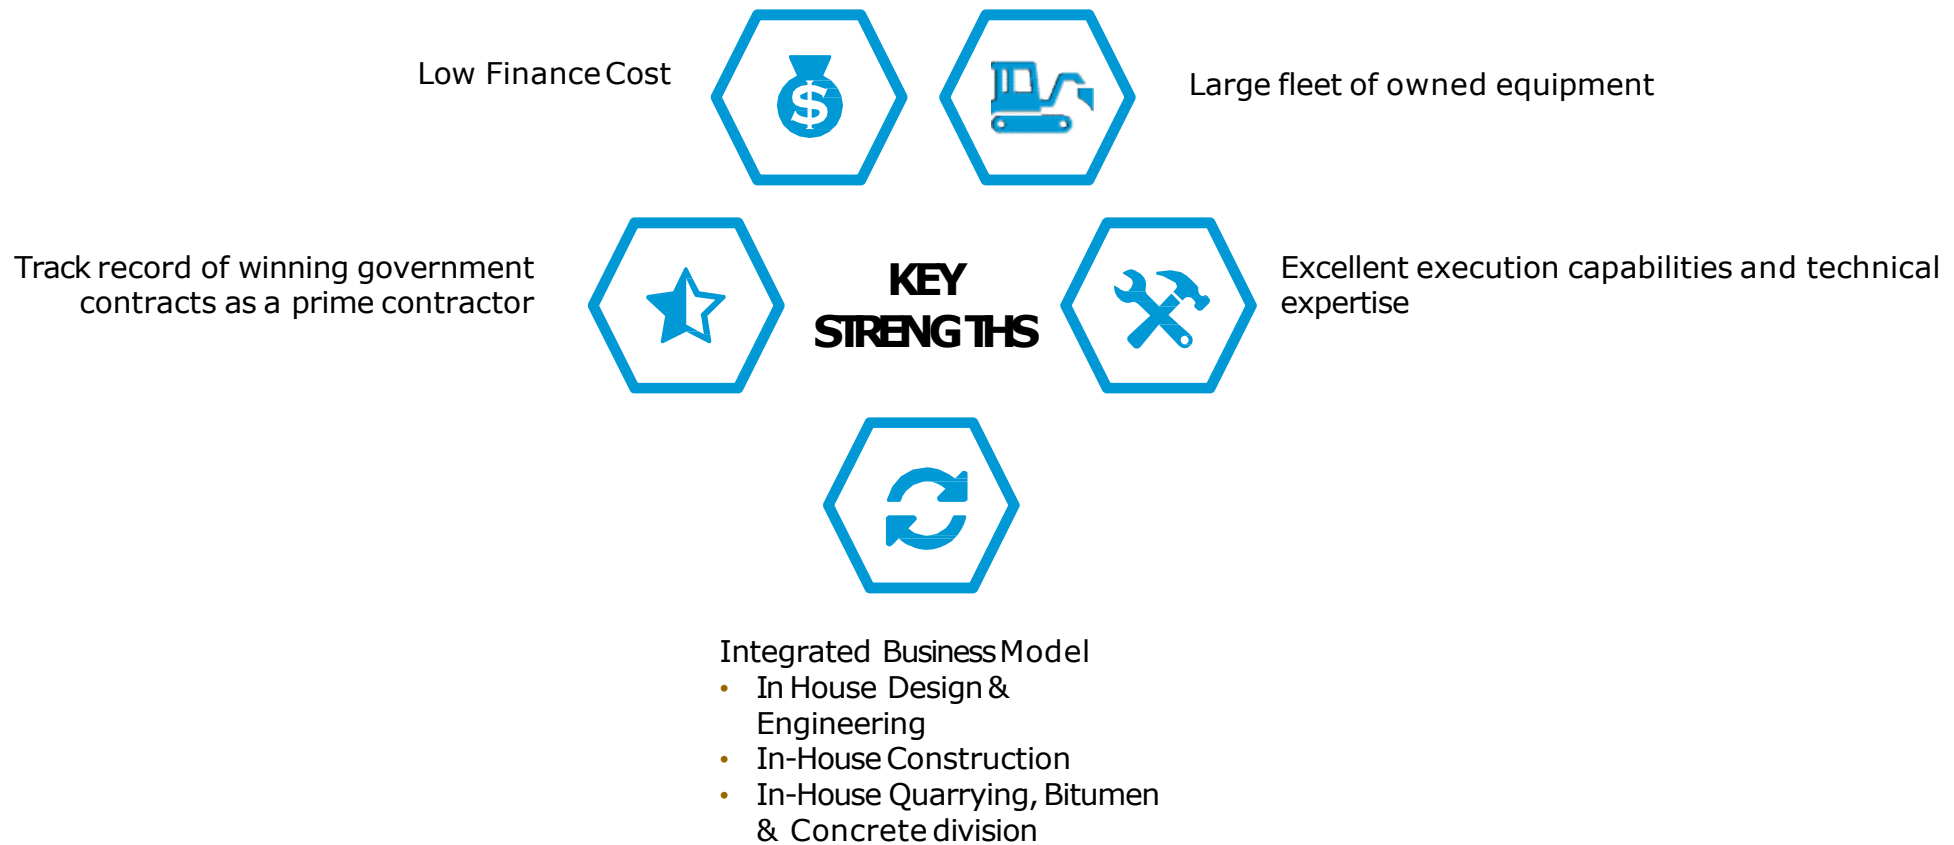 Low Finance Cost
$
Large fleet of owned equipment
Track record of winning government
contracts as a prime contractor
KEY
STRENGTHS
Excellent execution capabilities and technical
expertise
Integrated Business Model
• In House Design &
Engineering
• In-House Construction
• In-House Quarrying, Bitumen
& Concrete division